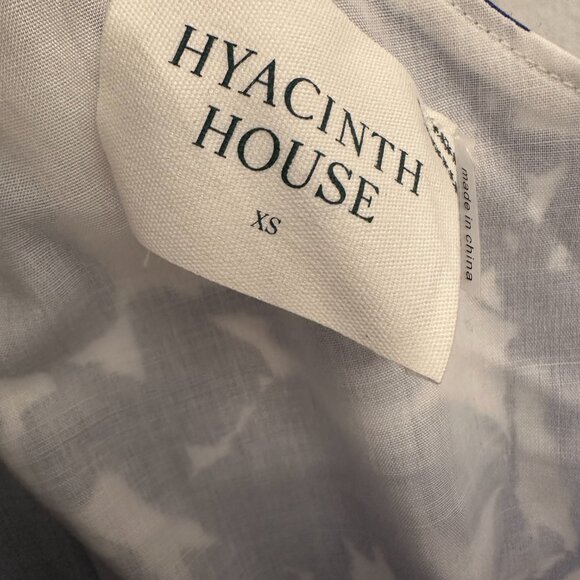 HYACINTH
HOUSE
XS
made in china